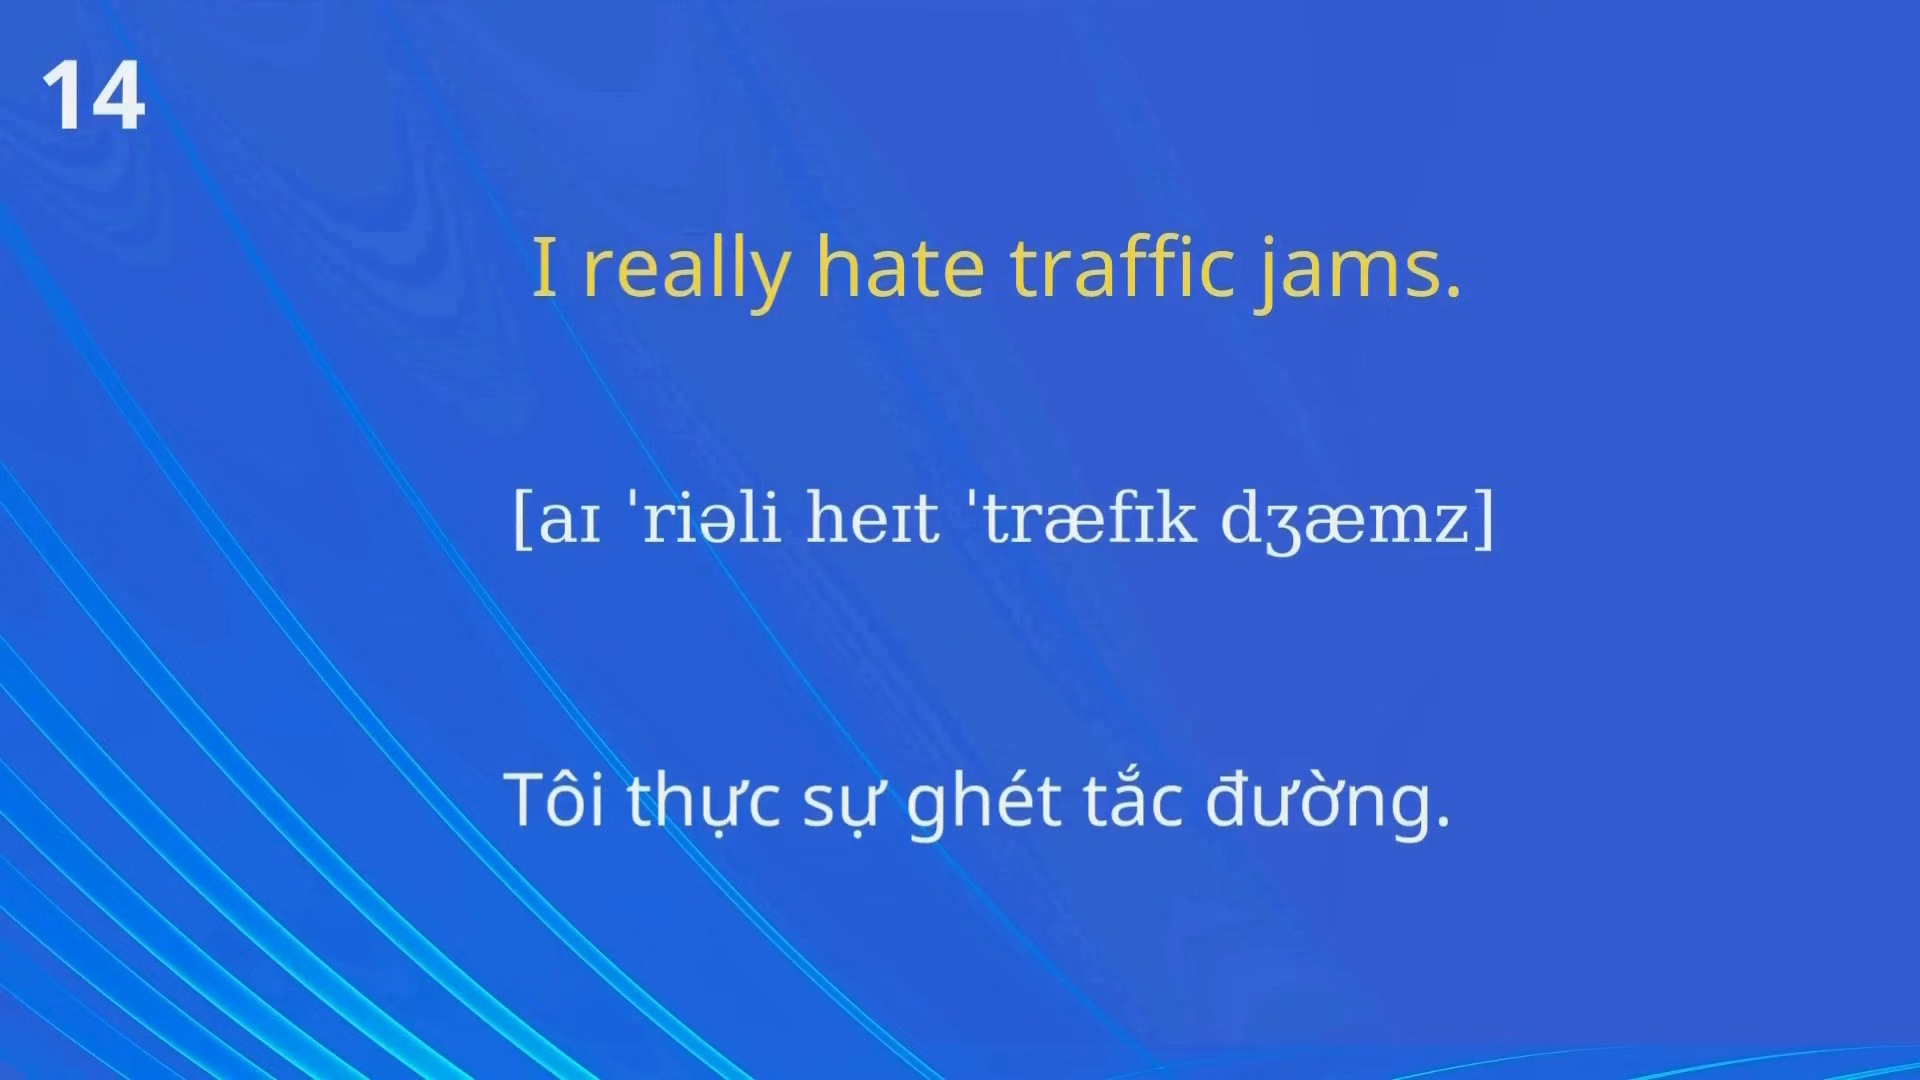 14
I really hate traffic jams.
[aɪ ˈriəli heɪt ˈtræfɪk dʒæmz]
Tôi thực sự ghét tắc đường.